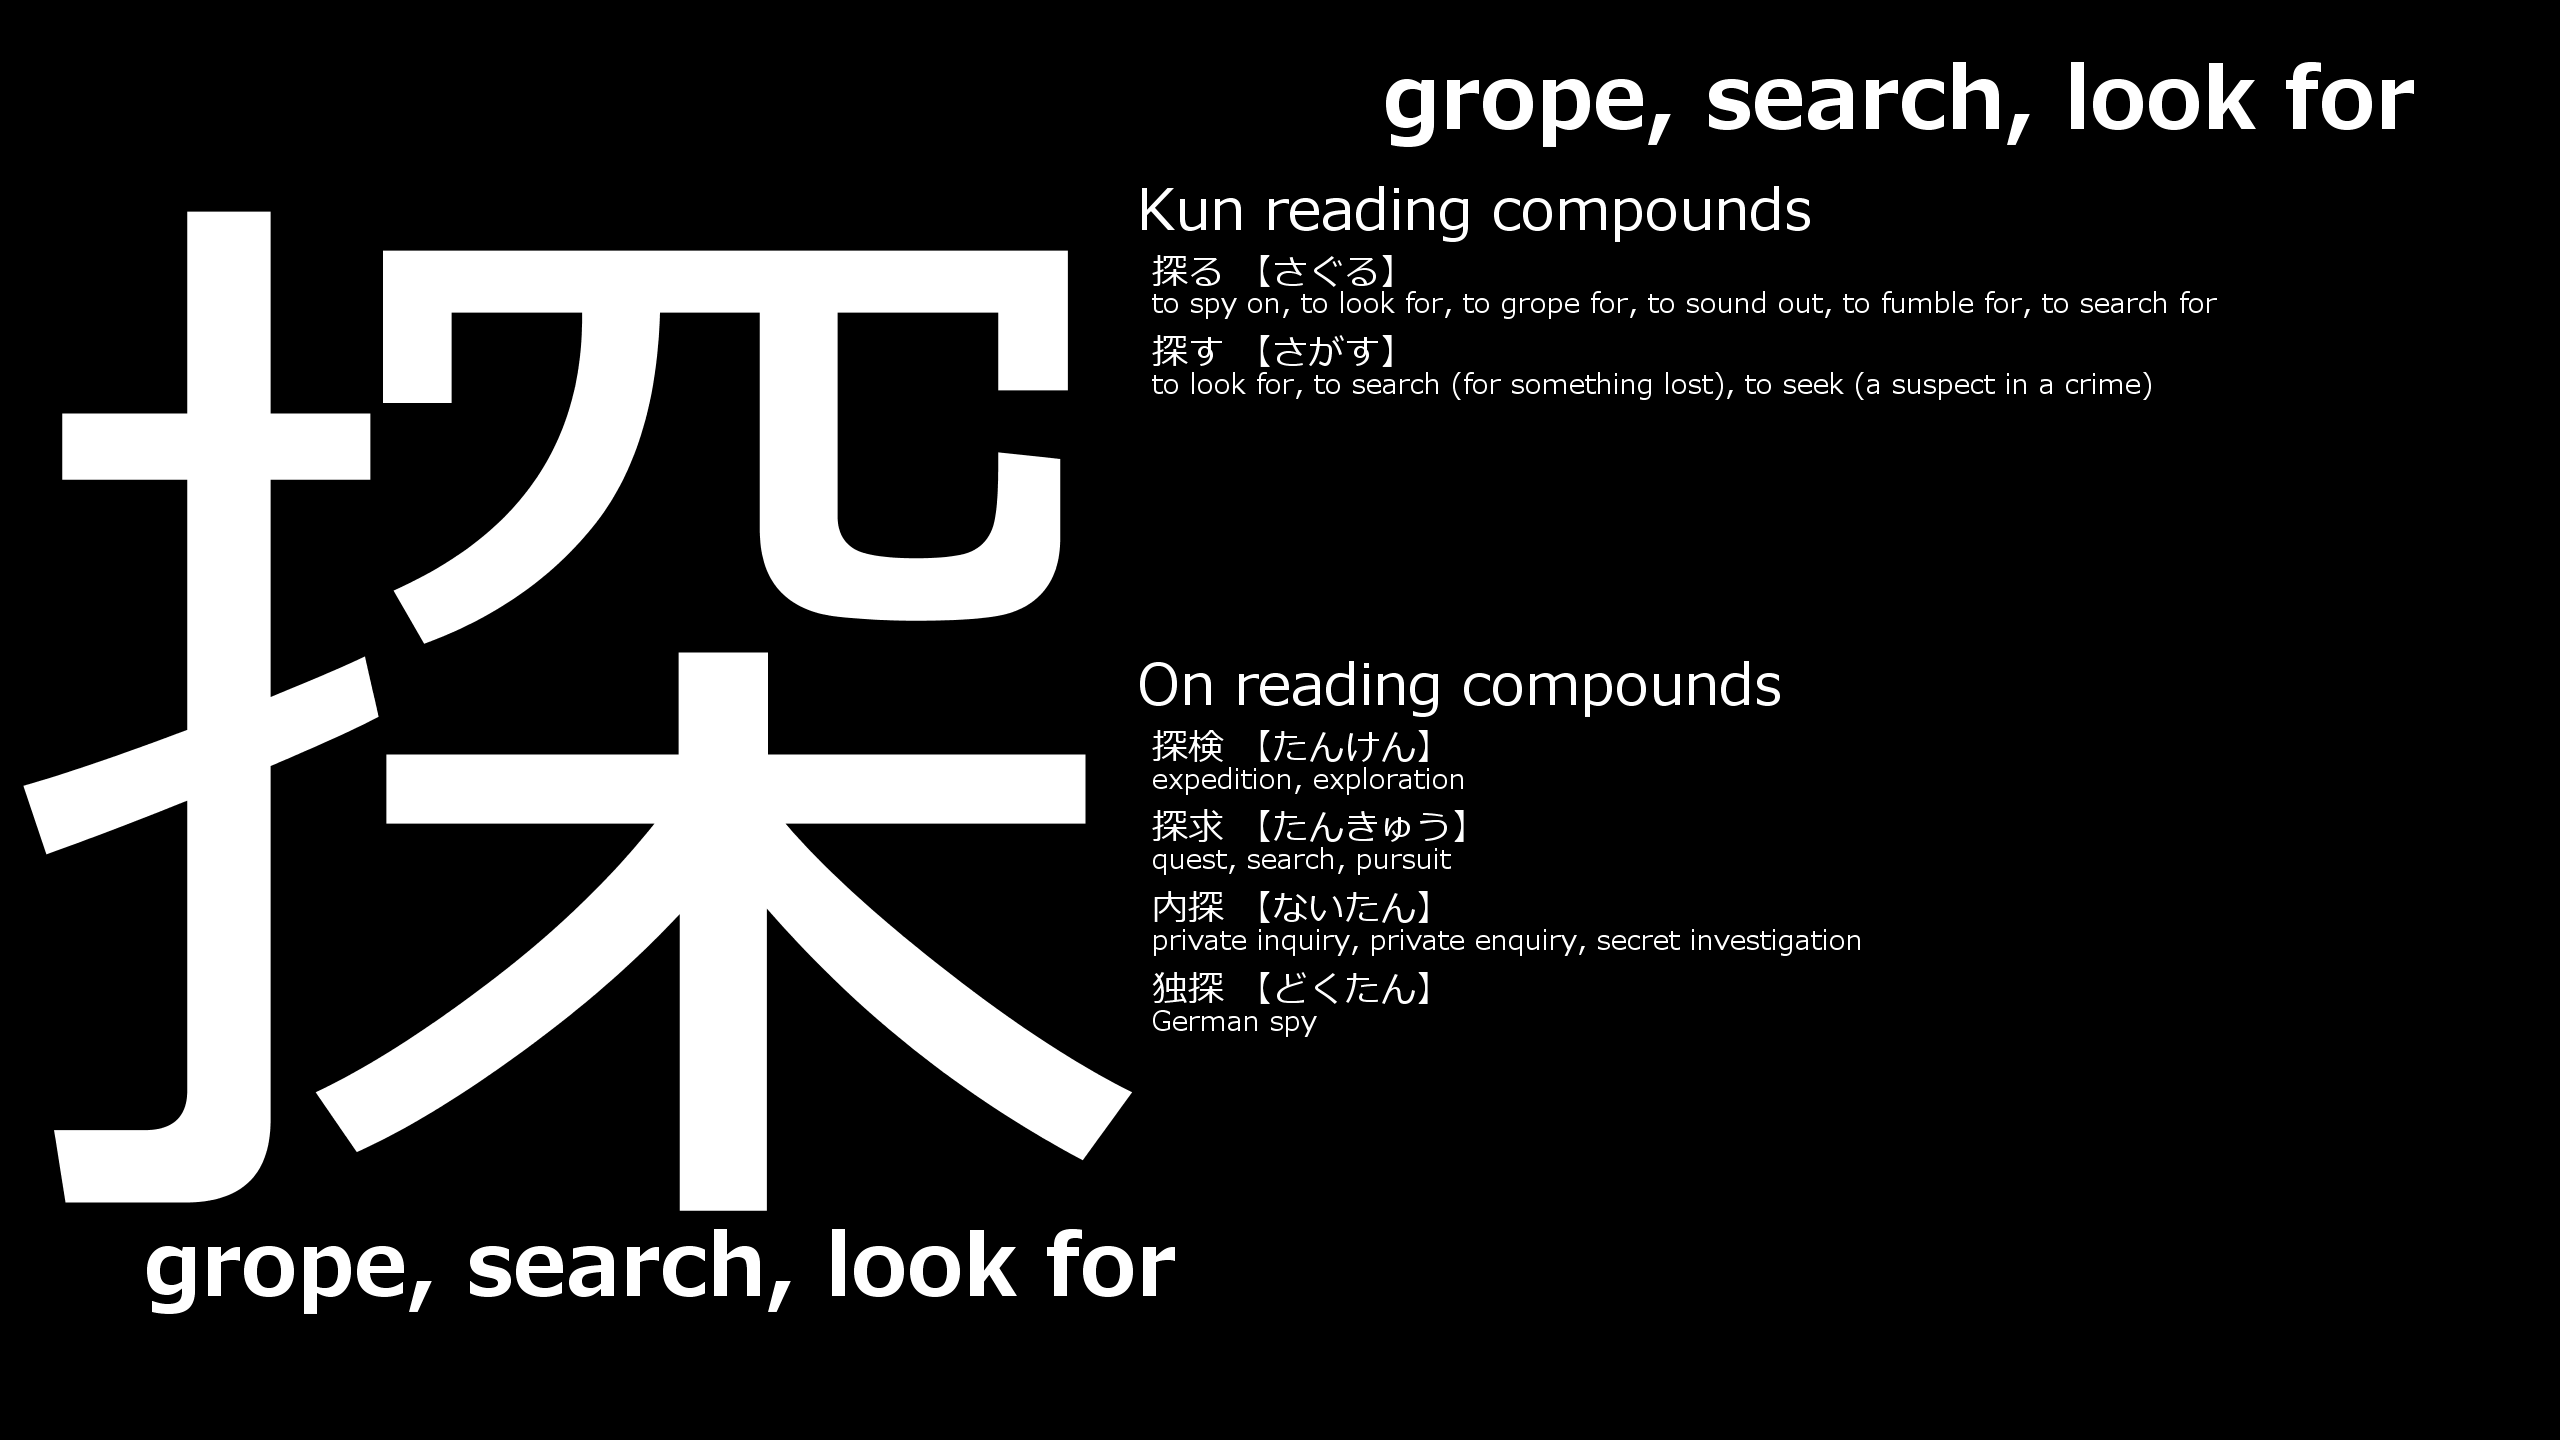 grope, search, look for
探
grope, search, look for
Kun reading compounds
探る 【さぐる】
to spy on, to look for, to grope for, to sound out, to fumble for, to search for
探す 【さがす】
to look for, to search (for something lost), to seek (a suspect in a crime)
On reading compounds
探検 【たんけん】
expedition, exploration
探求 【たんきゅう】
quest, search, pursuit
内探 【ないたん】
private inquiry, private enquiry, secret investigation
独探 【どくたん】
German spy